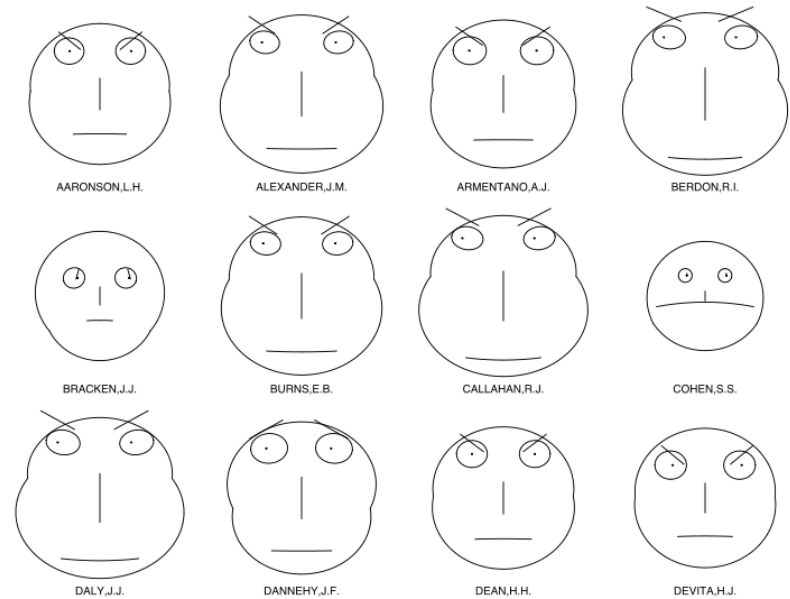 AARONSON,L.H. ALEXANDER,J.M. ARMENTANO,A.J. BERDON,R.I.
BRACKEN,J.J. BURNS,E.B. CALLAHAN,R.J. COHEN,S.S.
DALY,J.J. DANNEHY,J.F. DEAN,H.H. DEVITA,H.J.